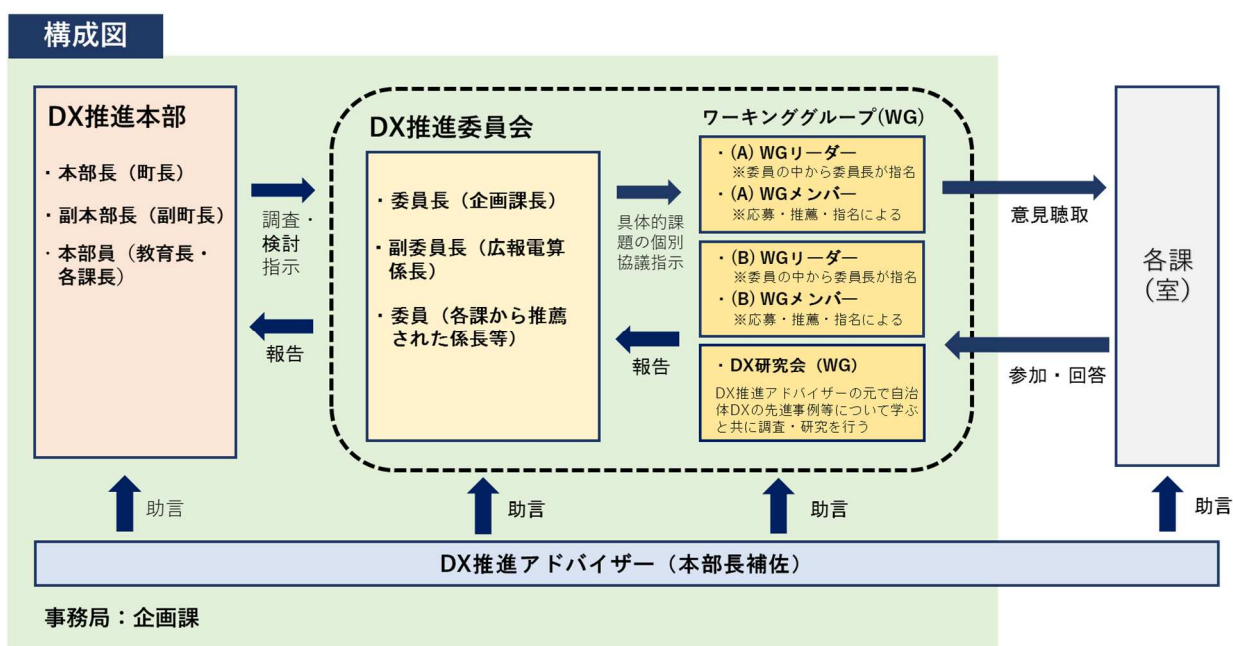 構成図
DX推進本部
・本部長（町長）
・副本部長（副町長）
・本部員（教育長・
各課長）
調査・
検討
指示
報告
DX推進委員会
・委員長（企画課長）
・副委員長（広報電算
係長）
・委員（各課から推薦
された係長等）
具体的課
題の個別
協議指示
報告
ワーキンググループ(WG)
・(A) WGリーダー
※委員の中から委員長が指名
・(A) WGメンバー
※応募・推薦・指名による
・(B) WGリーダー
※委員の中から委員長が指名
・(B) WGメンバー
※応募・推薦・指名による
・DX研究会（WG）
DX推進アドバイザーの元で自治
体DXの先進事例等について学ぶ
と共に調査・研究を行う
意見聴取
参加・回答
各課
（室）
助言
助言
助言
助言
DX推進アドバイザー（本部長補佐）
事務局：企画課